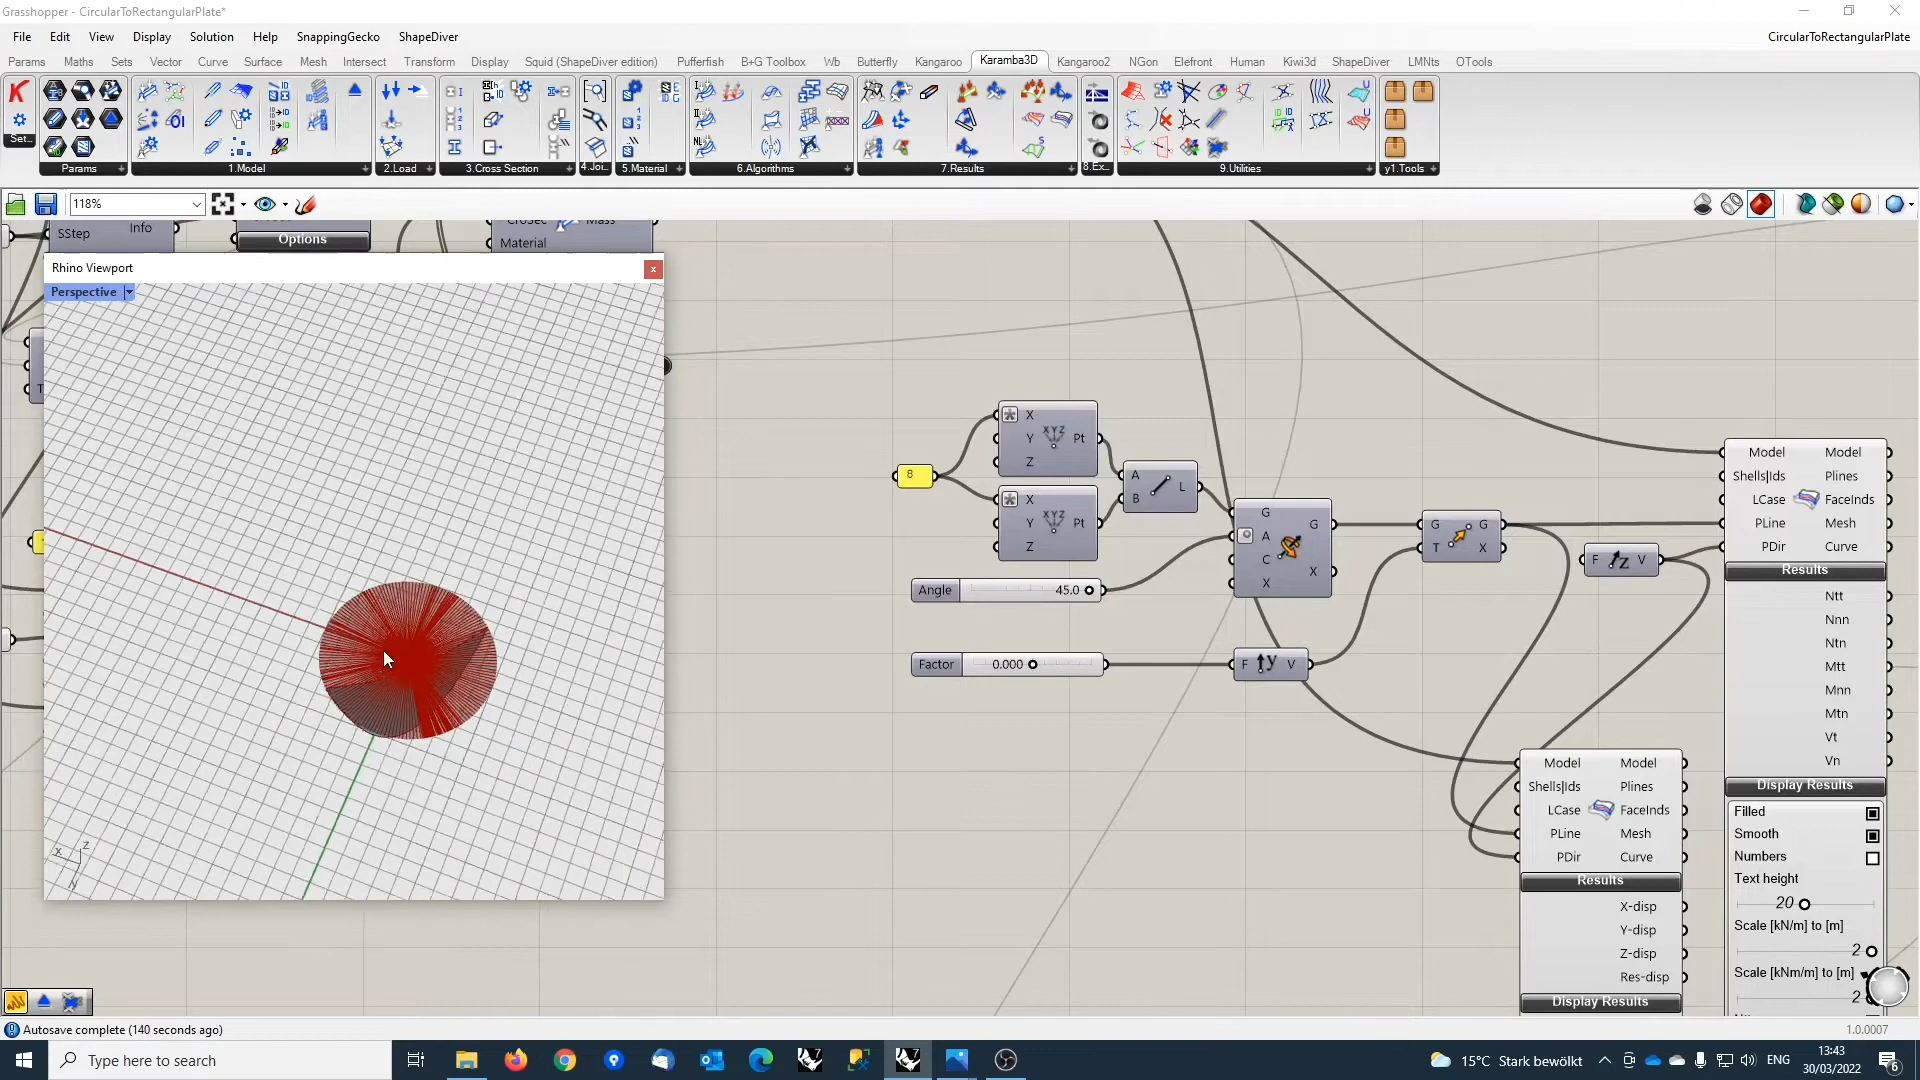 Grasshopper - CircularToRectangularPlate*
File Edit View Display Solution Help SnappingGecko ShapeDiver CircularToRectangularPlate
Params Maths Sets Vector Curve Surface Mesh Intersect Transform Display Squid (ShapeDiver edition) Pufferfish B+G Toolbox Wb Butterfly Kangaroo Karamba3D Kangaroo2 NGon Elefront Human Kiwi3d ShapeDiver LMNts OTools
Set..
Params 1.Model 2.Load 3.Cross Section 4.Joi.. 5.Material 6.Algorithms 7.Results 8.Ex.. 9.Utilities y1.Tools
118%
SStep Info
Options
CroSec Mass
Material
Rhino Viewport
Perspective
X
Y Pt
Z
8
X
Y Pt
Z
A
B L
G
A G
C
X X
Angle 45.0
Factor 0.000
F y V
G G
T X
F z V
Model Model
Shells|Ids Plines
LCase FaceInds
PLine Mesh
PDir Curve
Results
Ntt
Nnn
Ntn
Mtt
Mnn
Mtn
Vt
Vn
Display Results
Filled
Smooth
Numbers
Text height
20
Scale [kN/m] to [m]
2
Scale [kNm/m] to [m]
2
Model Model
Shells|Ids Plines
LCase FaceInds
PLine Mesh
PDir Curve
Results
X-disp
Y-disp
Z-disp
Res-disp
Display Results
Autosave complete (140 seconds ago)
1.0.0007
Type here to search
15°C Stark bewölkt
ENG
13:43
30/03/2022
6